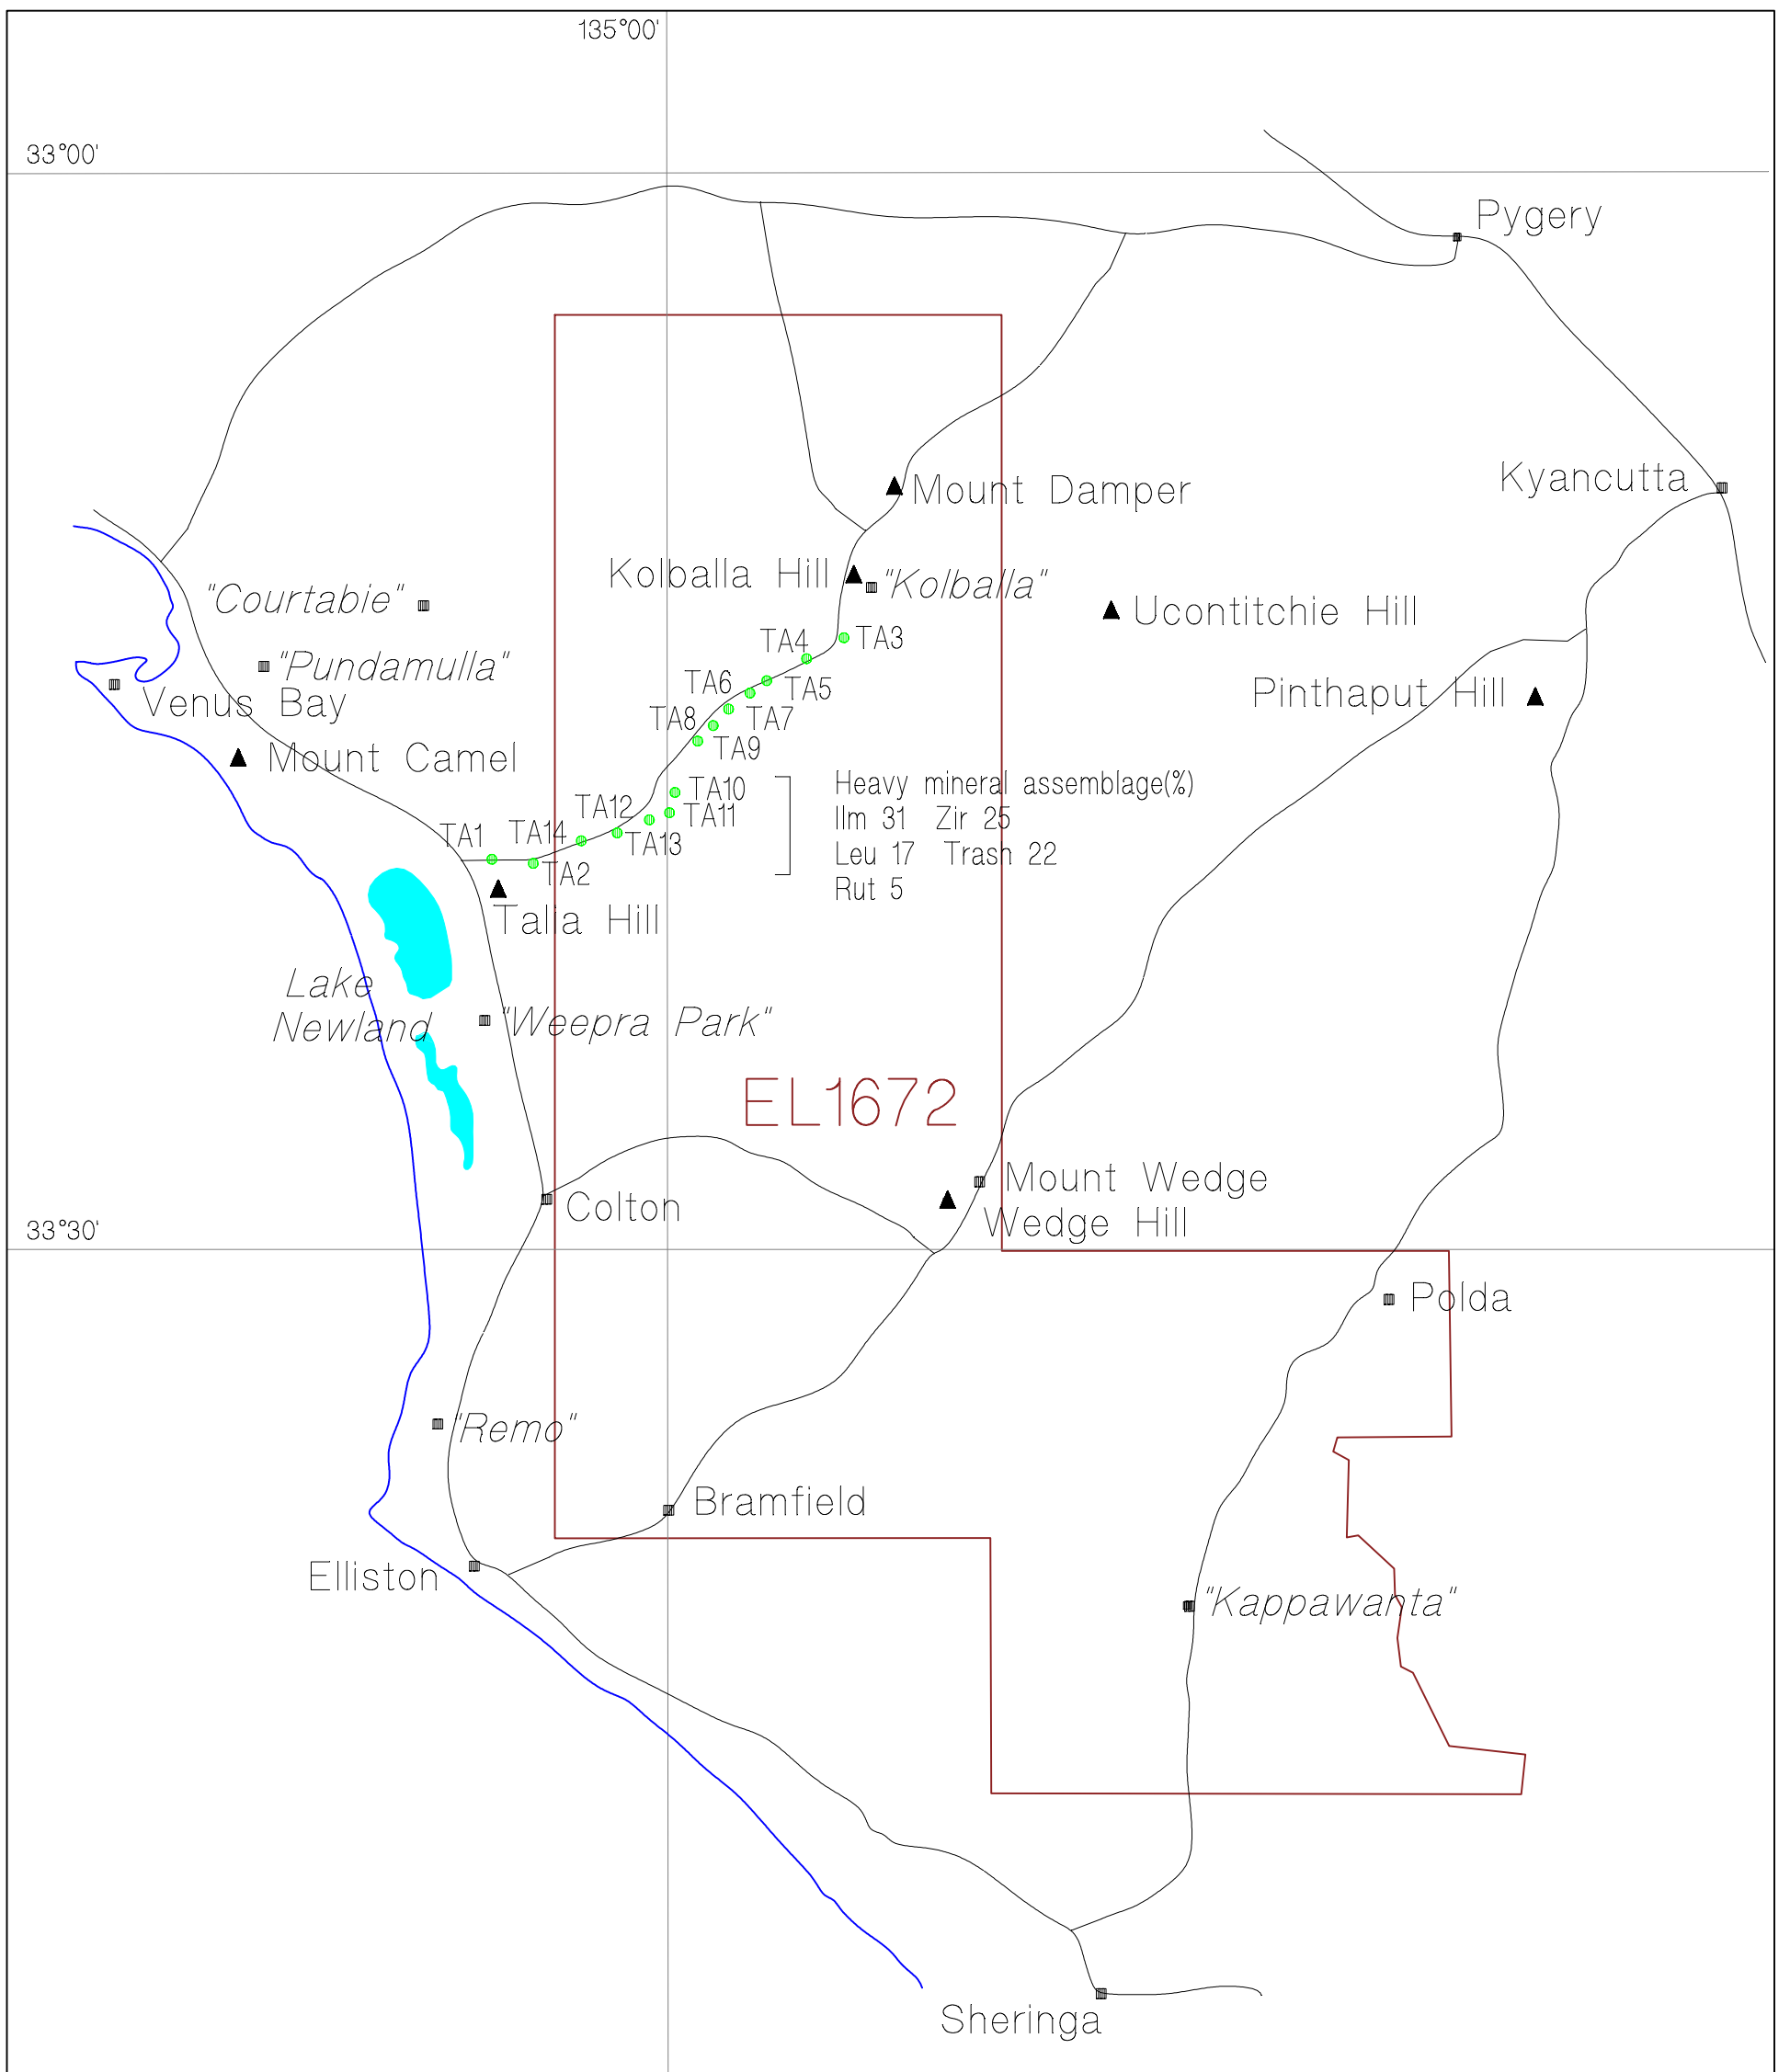 135°00'
33°00'
Pygery
Kyancutta
Mount Damper
Kolballa Hill
"Kolballa"
"Courtabie"
Ucontitchie Hill
TA3
TA4
"Pundamulla"
TA6
TA5
Pinthaput Hill
Venus Bay
TA8
TA7
TA9
Mount Camel
TA10
Heavy mineral assemblage(%)
TA12
TA11
Ilm 31 Zir 25
TA1
TA14
TA13
Leu 17 Trash 22
TA2
Rut 5
Talia Hill
Lake
Newland
"Weepra Park"
EL1672
Mount Wedge
Colton
Wedge Hill
33°30'
Polda
"Remo"
Bramfield
Elliston
"Kappawanta"
Sheringa